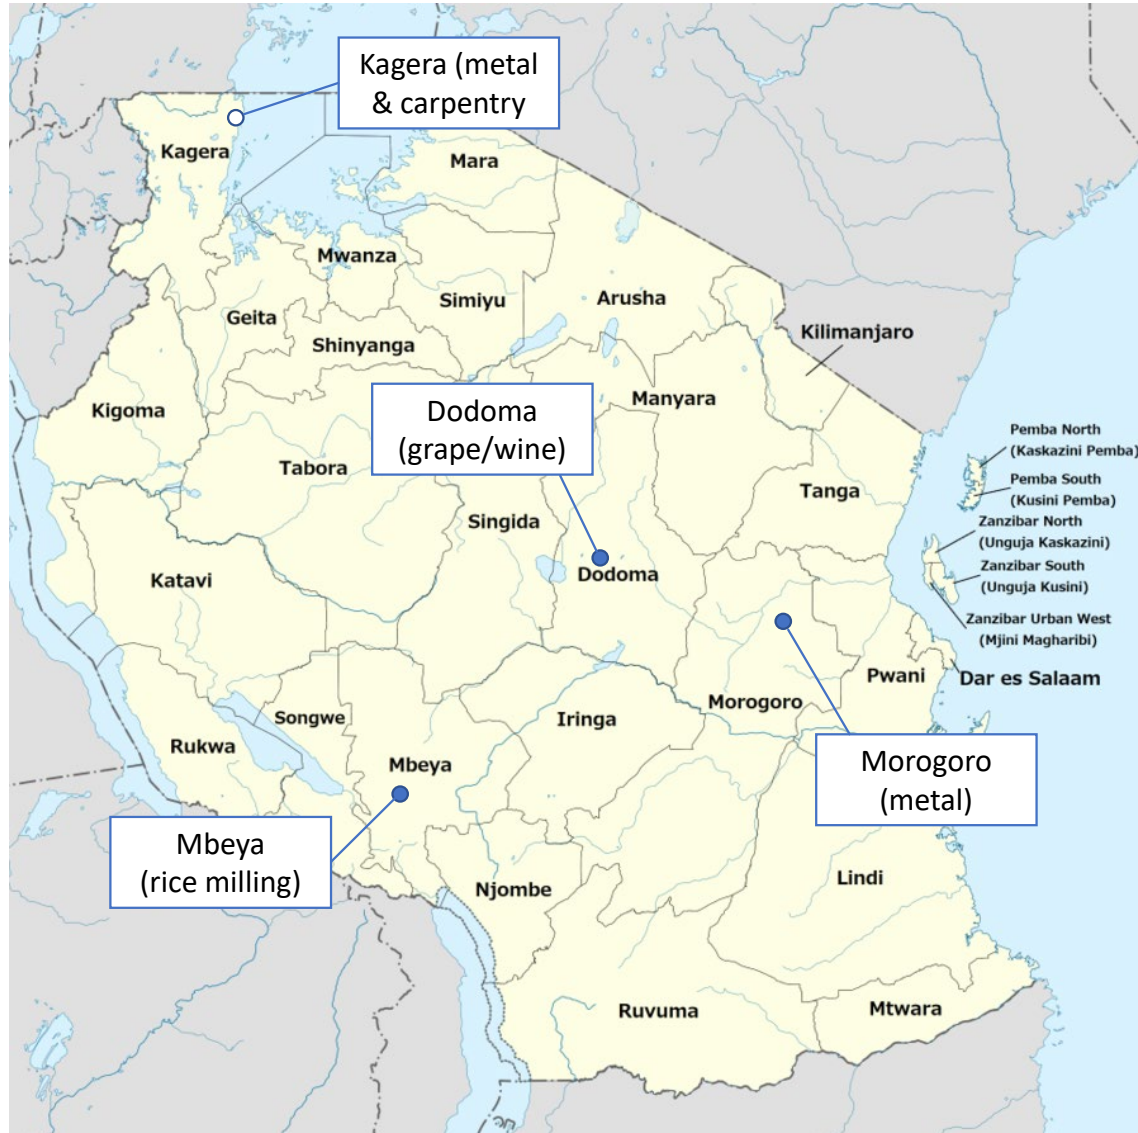 Kagera (metal
& carpentry
Kagera
Mara
Mwanza
Simiyu
Arusha
Geita
Shinyanga
Kilimanjaro
Kigoma
Dodoma
(grape/wine)
Manyara
Tabora
Tanga
Singida
Pemba North
(Kaskazini Pemba)
Pemba South
(Kusini Pemba)
Zanzibar North
(Unguja Kaskazini)
Zanzibar South
(Unguja Kusini)
Zanzibar Urban West
(Mjini Magharibi)
Katavi
Dodoma
Pwani
Dar es Salaam
Morogoro
Songwe
Iringa
Rukwa
Mbeya
Morogoro
(metal)
Mbeya
(rice milling)
Njombe
Lindi
Ruvuma
Mtwara